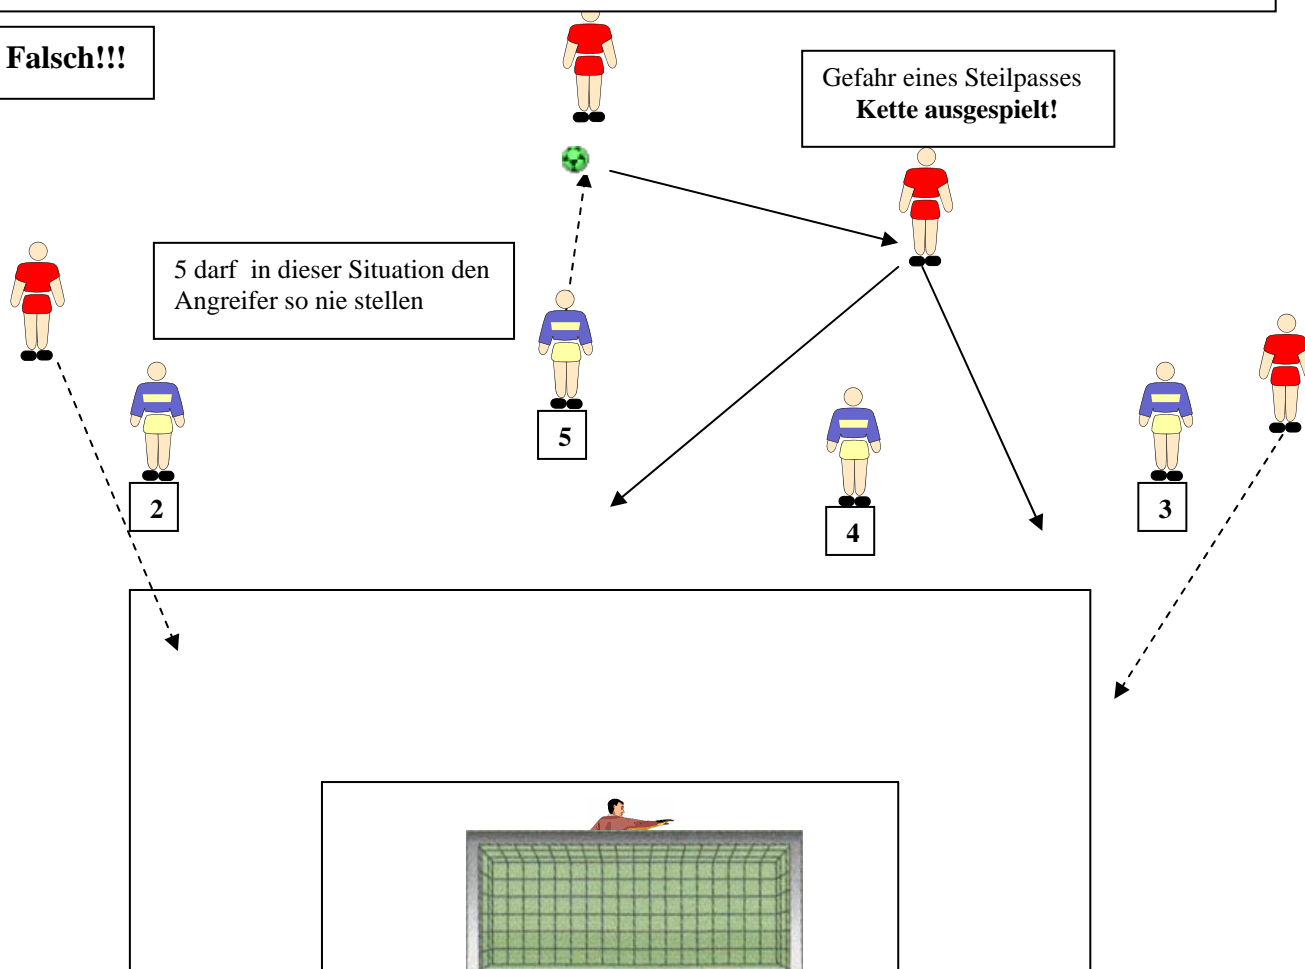 Falsch!!!
Gefahr eines Steilpasses
Kette ausgespielt!
5 darf in dieser Situation den
Angreifer so nie stellen
5
2
4
3